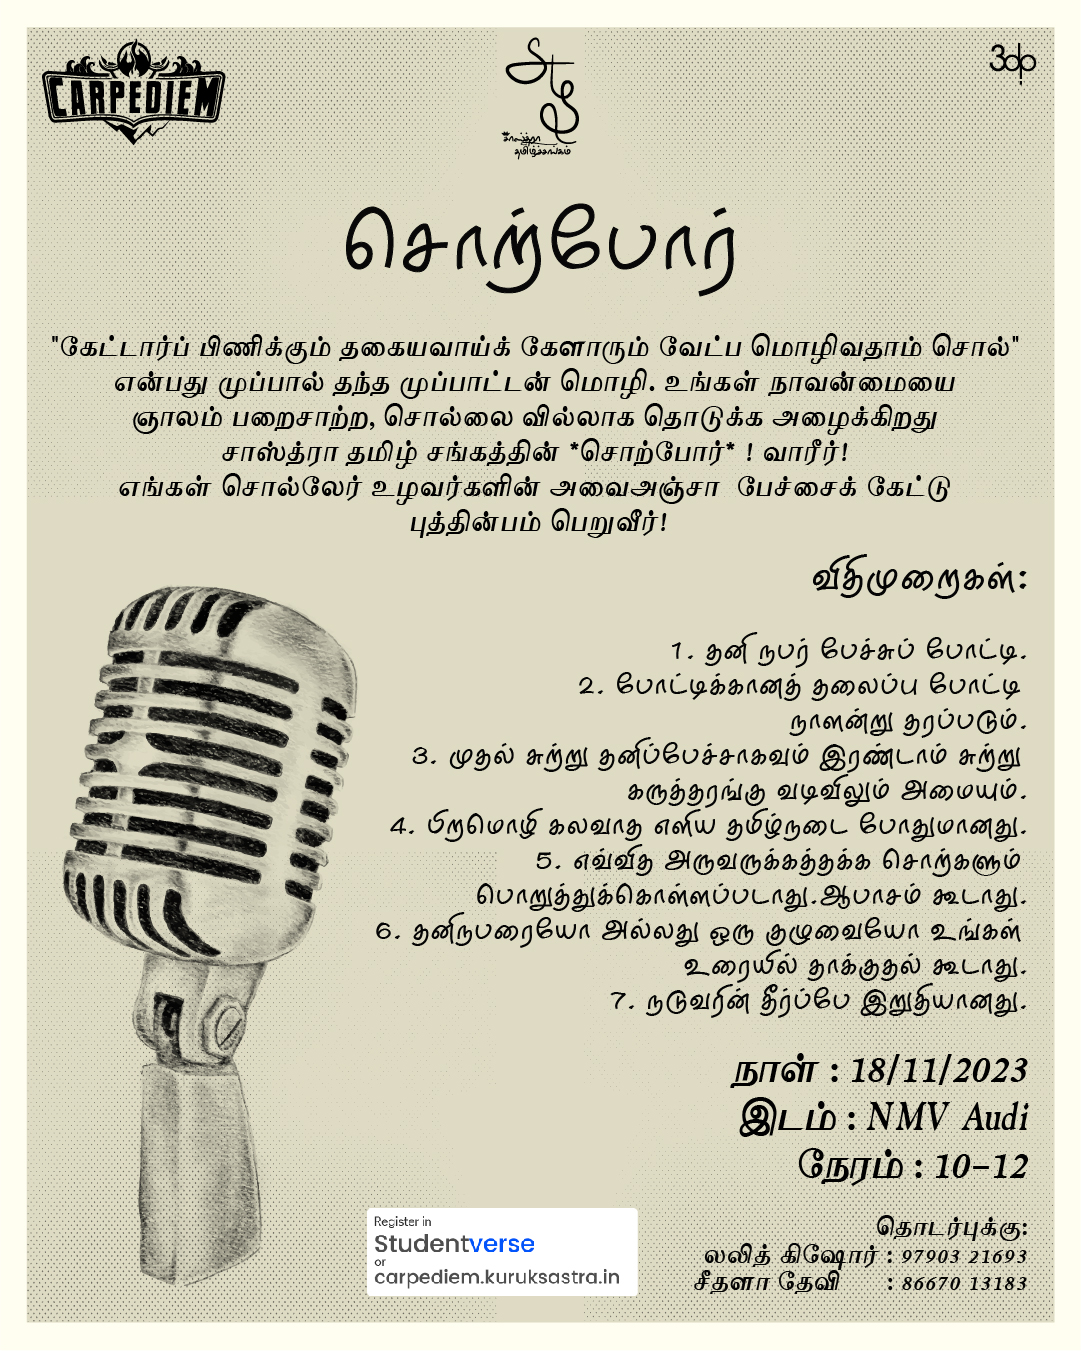 CARPEDIEM
சுழி
சாஸ்த்ரா
தமிழ்ச்சங்கம்
சொற்போர்
"கேட்டார்ப் பிணிக்கும் தகையவாய்க் கேளாரும் வேட்ப மொழிவதாம் சொல்"
என்பது முப்பால் தந்த முப்பாட்டன் மொழி. உங்கள் நாவன்மையை
ஞாலம் பறைசாற்ற, சொல்லை வில்லாக தொடுக்க அழைக்கிறது
சாஸ்த்ரா தமிழ் சங்கத்தின் *சொற்போர்* ! வாரீர்!
எங்கள் சொல்லேர் உழவர்களின் அவைஅஞ்சா பேச்சைக் கேட்டு
புத்தின்பம் பெறுவீர்!
விதிமுறைகள்:
1. தனி நபர் பேச்சுப் போட்டி.
2. போட்டிக்கானத் தலைப்பு போட்டி
நாளன்று தரப்படும்.
3. முதல் சுற்று தனிப்பேச்சாகவும் இரண்டாம் சுற்று
கருத்தரங்கு வடிவிலும் அமையும்.
4. பிறமொழி கலவாத எளிய தமிழ்நடை போதுமானது.
5. எவ்வித அருவருக்கத்தக்க சொற்களும்
பொறுத்துக்கொள்ளப்படாது.ஆபாசம் கூடாது.
6. தனிநபரையோ அல்லது ஒரு குழுவையோ உங்கள்
உரையில் தாக்குதல் கூடாது.
7. நடுவரின் தீர்ப்பே இறுதியானது.
நாள் : 18/11/2023
இடம் : NMV Audi
நேரம் : 10-12
தொடர்புக்கு:
லலித் கிஷோர் : 97903 21693
சீதளா தேவி : 86670 13183
Register in
Studentverse
or
carpediem.kuruksastra.in